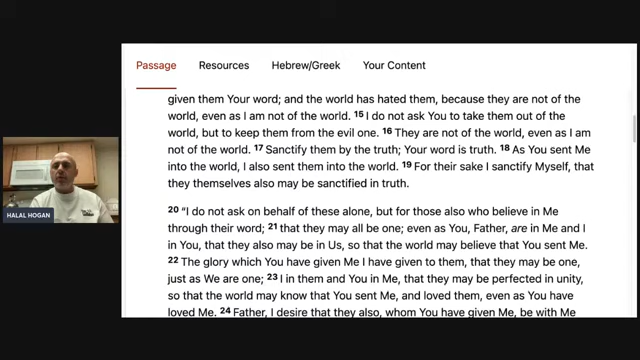 Passage
Resources
Hebrew/Greek
Your Content
given them Your word; and the world has hated them, because they are not of the
world, even as I am not of the world. 15 I do not ask You to take them out of the
world, but to keep them from the evil one. 16 They are not of the world, even as I am
not of the world. 17 Sanctify them by the truth; Your word is truth. 18 As You sent Me
into the world, I also sent them into the world. 19 For their sake I sanctify Myself, that
they themselves also may be sanctified in truth.
20 “I do not ask on behalf of these alone, but for those also who believe in Me
through their word; 21 that they may all be one; even as You, Father, are in Me and I
in You, that they also may be in Us, so that the world may believe that You sent Me.
22 The glory which You have given Me I have given to them, that they may be one,
just as We are one; 23 I in them and You in Me, that they may be perfected in unity,
so that the world may know that You sent Me, and loved them, even as You have
loved Me. 24 Father, I desire that they also, whom You have given Me, be with Me
HALAL HOGAN